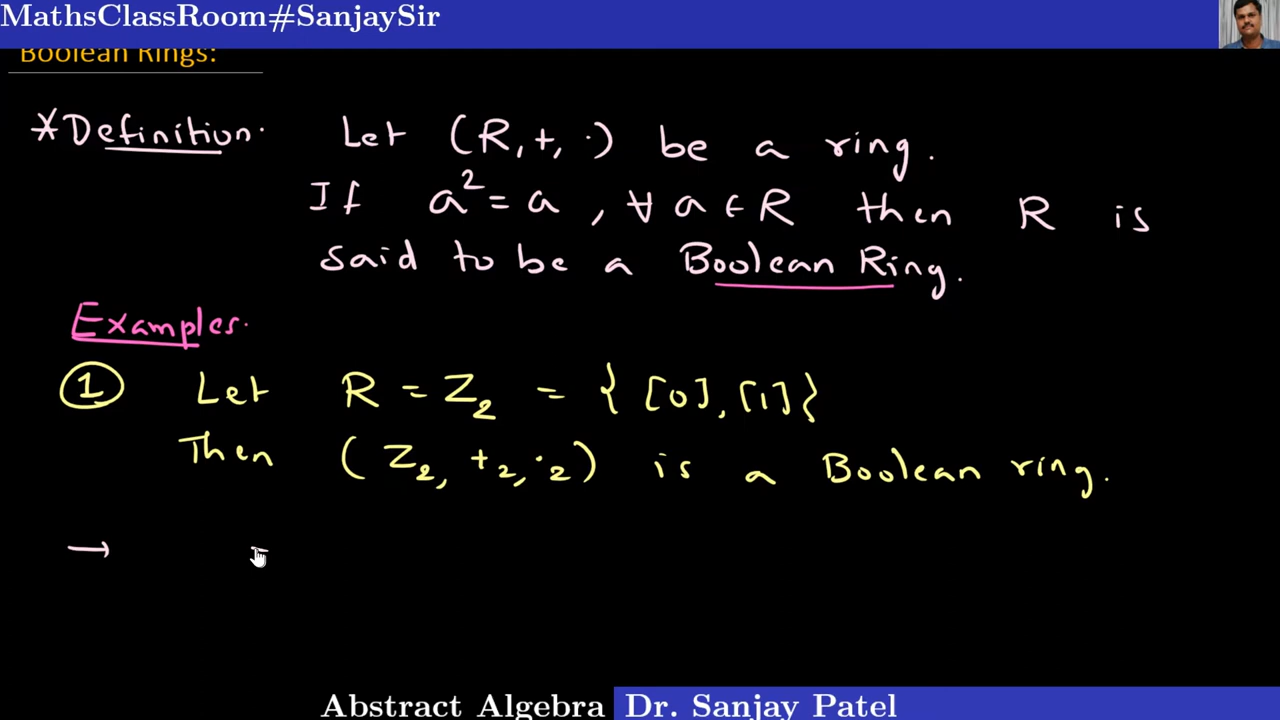 MathsClassRoom#SanjaySir
Boolean Rings:
*Definition. Let (R, +, ·) be a ring.
If a² = a , ∀ a ∈ R then R is
said to be a Boolean Ring.
Examples.
① Let R = Z₂ = { [0], [1] }
Then ( Z₂, +₂, ·₂ ) is a Boolean ring.
→
Abstract Algebra Dr. Sanjay Patel